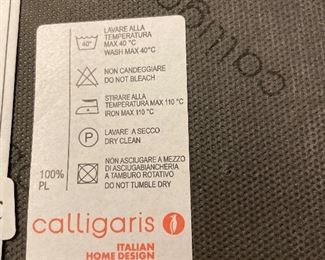 LAVARE ALLA
TEMPERATURA
MAX 40 °C
WASH MAX 40°C
40°
NON CANDEGGIARE
DO NOT BLEACH
STIRARE ALLA
TEMPERATURA MAX 110 °C
IRON MAX 110°C
P
LAVARE A SECCO
DRY CLEAN
NON ASCIUGARE A MEZZO
DI ASCIUGABIANCHERIA
A TAMBURO ROTATIVO
DO NOT TUMBLE DRY
100%
PL
calligaris
ITALIAN
HOME DESIGN